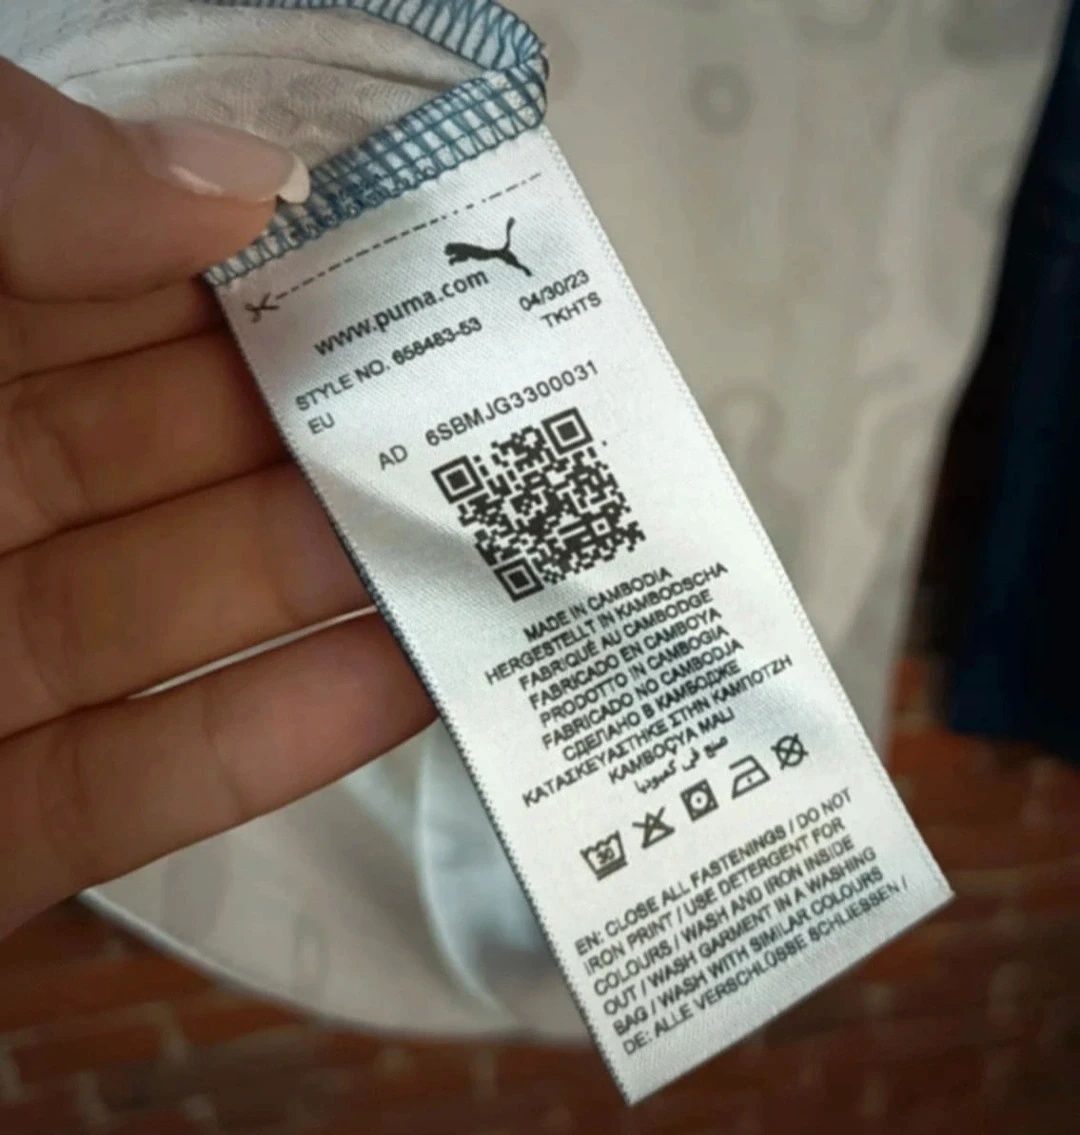 www.puma.com
04/30/23
STYLE NO. 658483-53
TKHTS
EU
AD 6SBMJG3300031
MADE IN CAMBODIA
HERGESTELLT IN KAMBODSCHA
FABRIQUÉ AU CAMBODGE
FABRICADO EN CAMBOYA
PRODOTTO IN CAMBOGIA
FABRICADO NO CAMBODJA
СДЕЛАНО В КАМБОДЖЕ
ΚΑΤΑΣΚΕΥΑΣΤΗΚΕ ΣΤΗΝ ΚΑΜΠΟΤΖΗ
KAMBOÇYA MALI
صنع في كمبوديا
30
EN: CLOSE ALL FASTENINGS / DO NOT
IRON PRINT / USE DETERGENT FOR
COLOURS / WASH AND IRON INSIDE
OUT / WASH GARMENT IN A WASHING
BAG / WASH WITH SIMILAR COLOURS
DE: ALLE VERSCHLÜSSE SCHLIESSEN /